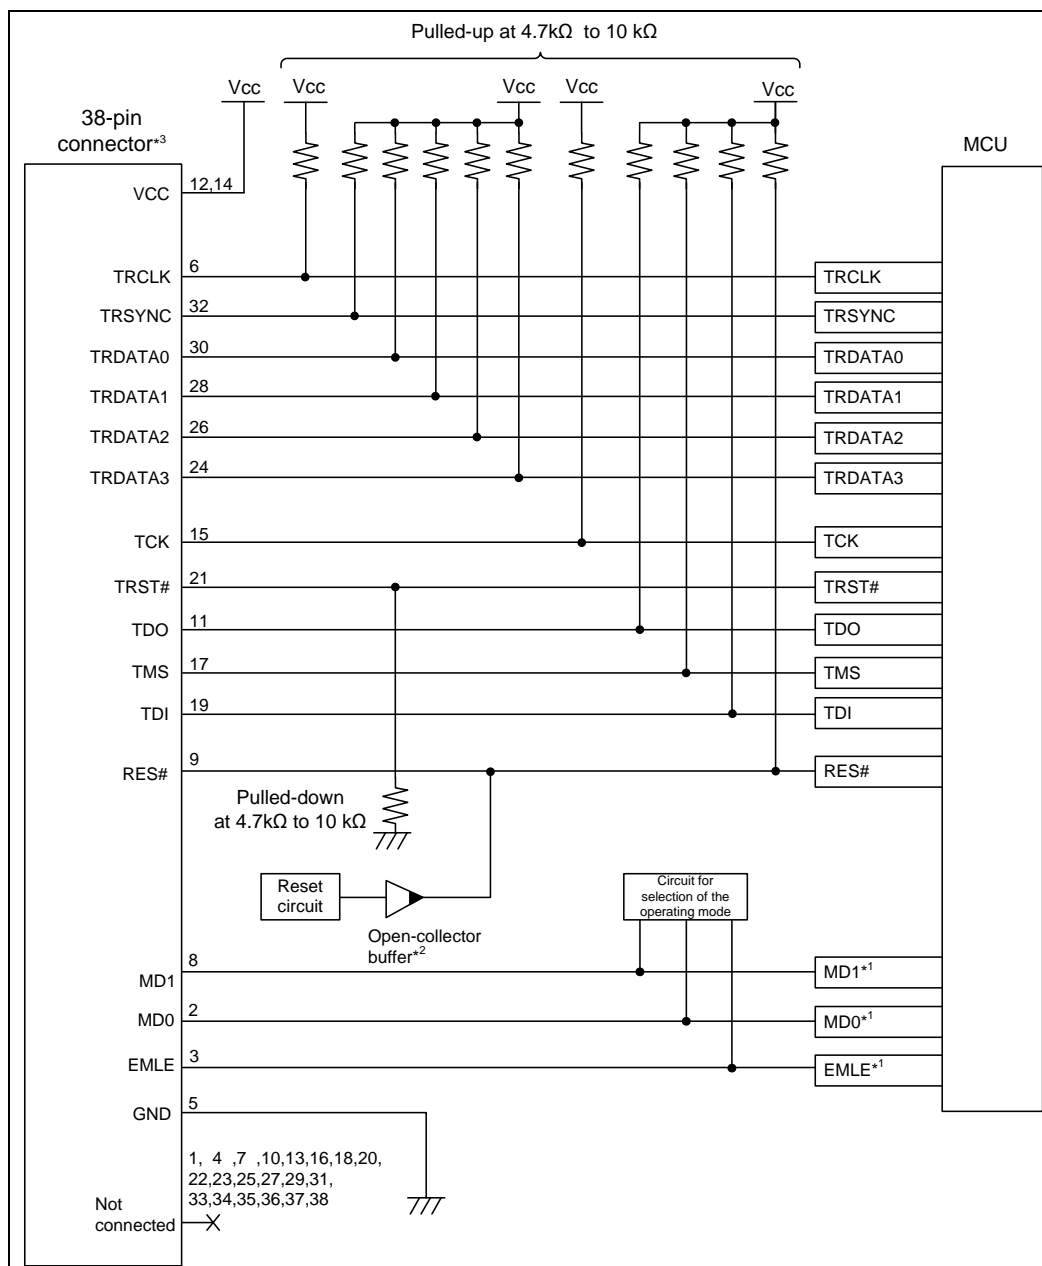 Pulled-up at 4.7kΩ to 10 kΩ
Vcc Vcc Vcc Vcc Vcc
38-pin
connector*3
MCU
VCC 12,14
TRCLK 6 TRCLK
TRSYNC 32 TRSYNC
TRDATA0 30 TRDATA0
TRDATA1 28 TRDATA1
TRDATA2 26 TRDATA2
TRDATA3 24 TRDATA3
TCK 15 TCK
TRST# 21 TRST#
TDO 11 TDO
TMS 17 TMS
TDI 19 TDI
RES# 9 RES#
Pulled-down
at 4.7kΩ to 10 kΩ
Reset
circuit
Open-collector
buffer*2
Circuit for
selection of the
operating mode
MD1 8 MD1*1
MD0 2 MD0*1
EMLE 3 EMLE*1
GND 5
1, 4 ,7 ,10,13,16,18,20,
22,23,25,27,29,31,
33,34,35,36,37,38
Not
connected